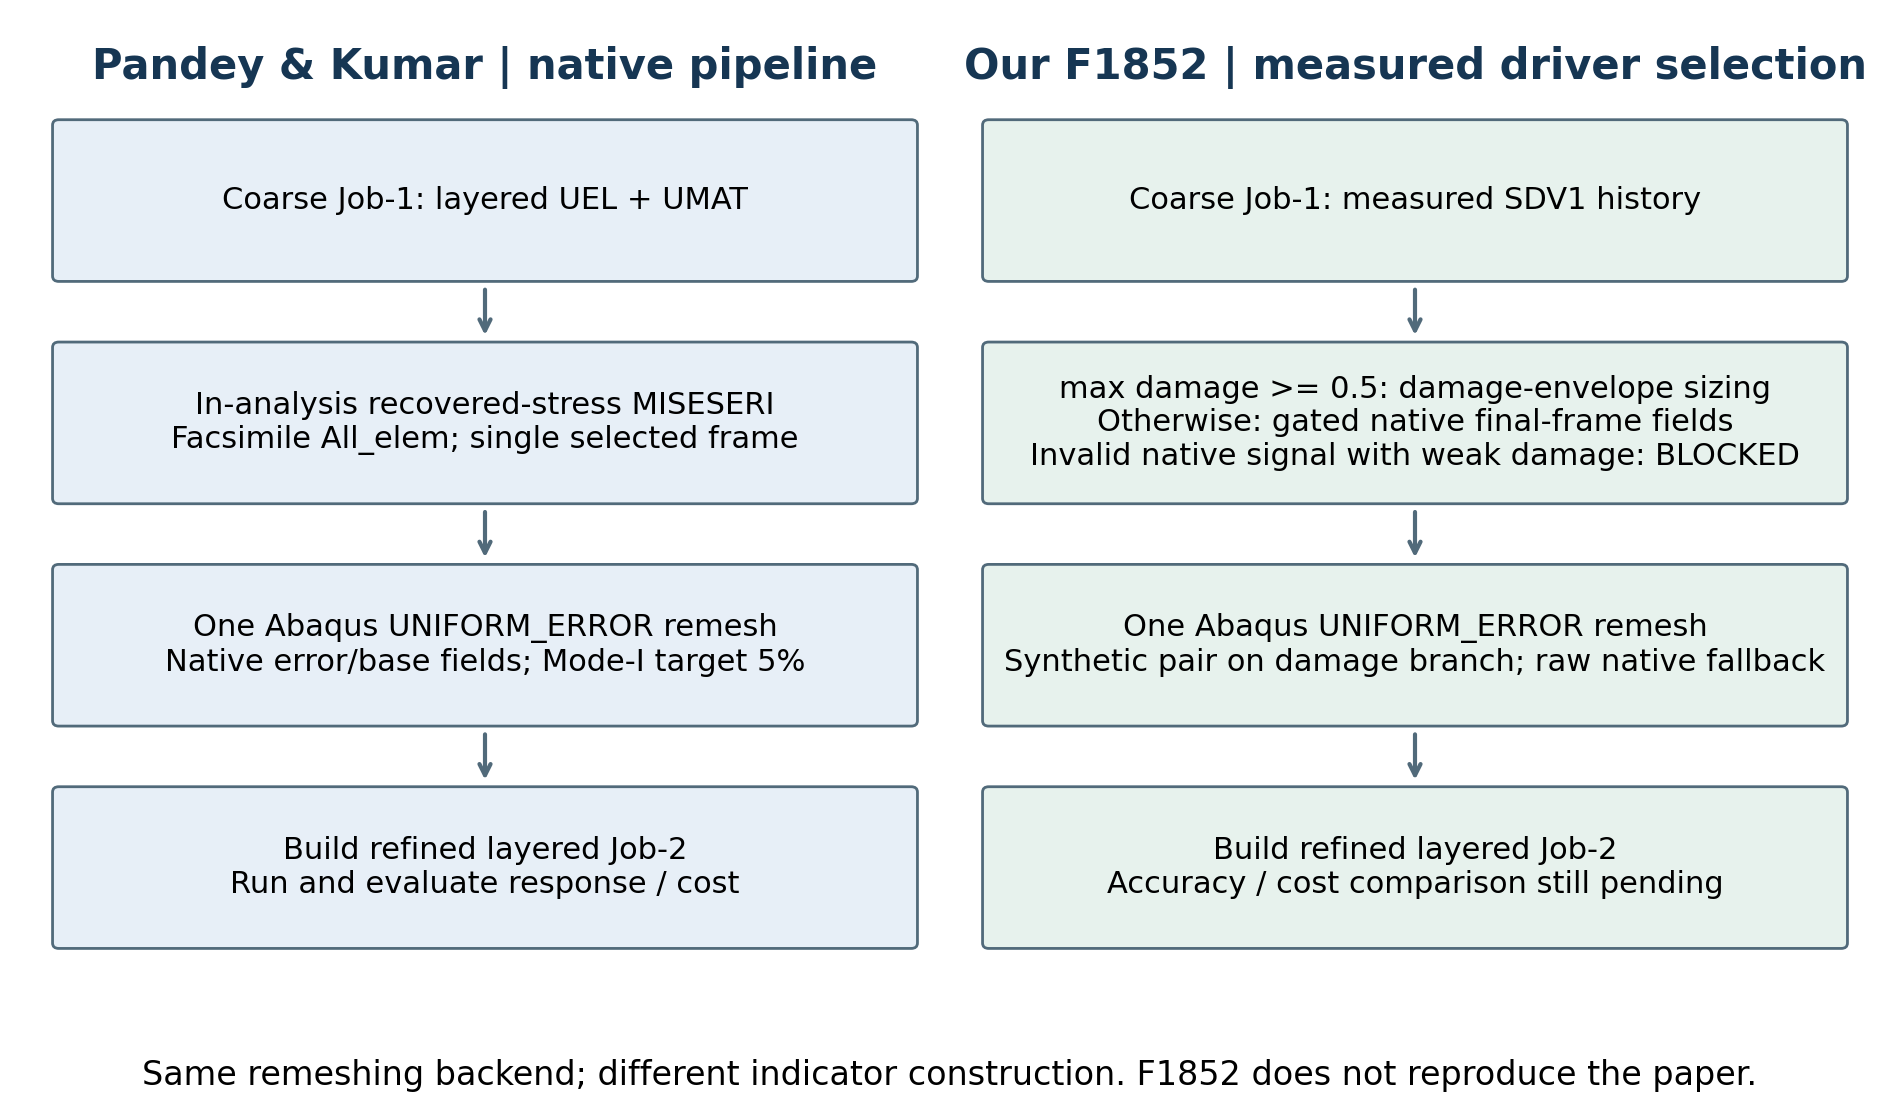 Pandey & Kumar | native pipeline
Coarse Job-1: layered UEL + UMAT
In-analysis recovered-stress MISESERI
Facsimile All_elem; single selected frame
One Abaqus UNIFORM_ERROR remesh
Native error/base fields; Mode-I target 5%
Build refined layered Job-2
Run and evaluate response / cost
Our F1852 | measured driver selection
Coarse Job-1: measured SDV1 history
max damage >= 0.5: damage-envelope sizing
Otherwise: gated native final-frame fields
Invalid native signal with weak damage: BLOCKED
One Abaqus UNIFORM_ERROR remesh
Synthetic pair on damage branch; raw native fallback
Build refined layered Job-2
Accuracy / cost comparison still pending
Same remeshing backend; different indicator construction. F1852 does not reproduce the paper.